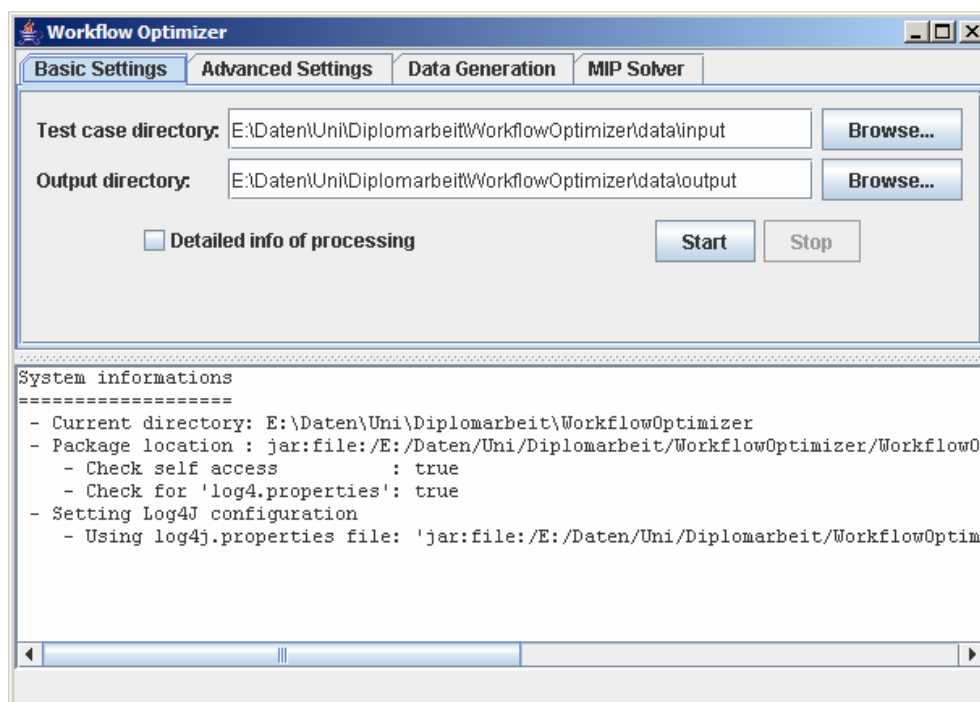 Workflow Optimizer
Basic Settings Advanced Settings Data Generation MIP Solver
Test case directory: E:\Daten\Uni\Diplomarbeit\WorkflowOptimizer\data\input Browse...
Output directory: E:\Daten\Uni\Diplomarbeit\WorkflowOptimizer\data\output Browse...
Detailed info of processing Start Stop
System informations
===================
- Current directory: E:\Daten\Uni\Diplomarbeit\WorkflowOptimizer
- Package location : jar:file:/E:/Daten/Uni/Diplomarbeit/WorkflowOptimizer/WorkflowO
- Check self access : true
- Check for 'log4.properties': true
- Setting Log4J configuration
- Using log4j.properties file: 'jar:file:/E:/Daten/Uni/Diplomarbeit/WorkflowOptim